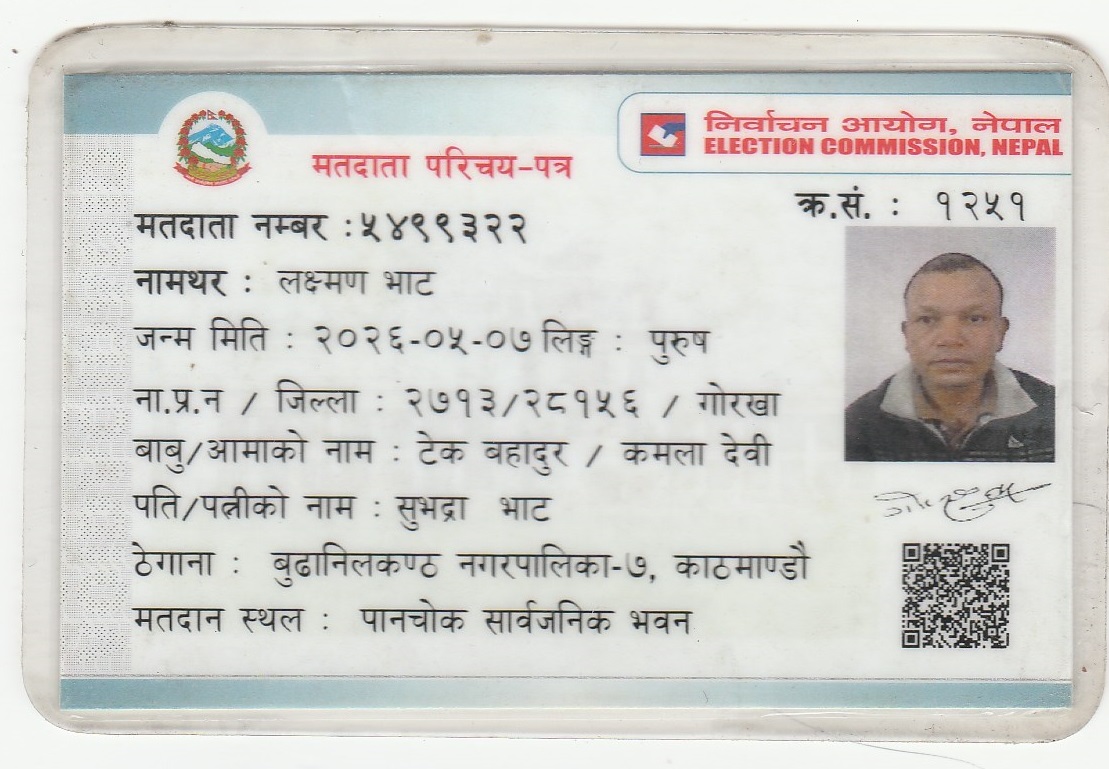 निर्वाचन आयोग, नेपाल
ELECTION COMMISSION, NEPAL
मतदाता परिचय-पत्र
क्र.सं. : १२५१
मतदाता नम्बर :५४९९३२२
नामथर : लक्ष्मण भाट
जन्म मिति : २०२६-०५-०७ लिङ्ग : पुरुष
ना.प्र.न / जिल्ला : २७१३/२८१५६ / गोरखा
बाबु/आमाको नाम : टेक बहादुर / कमला देवी
पति/पत्नीको नाम : सुभद्रा भाट
ठेगाना : बुढानिलकण्ठ नगरपालिका-७, काठमाण्डौ
मतदान स्थल : पानचोक सार्वजनिक भवन